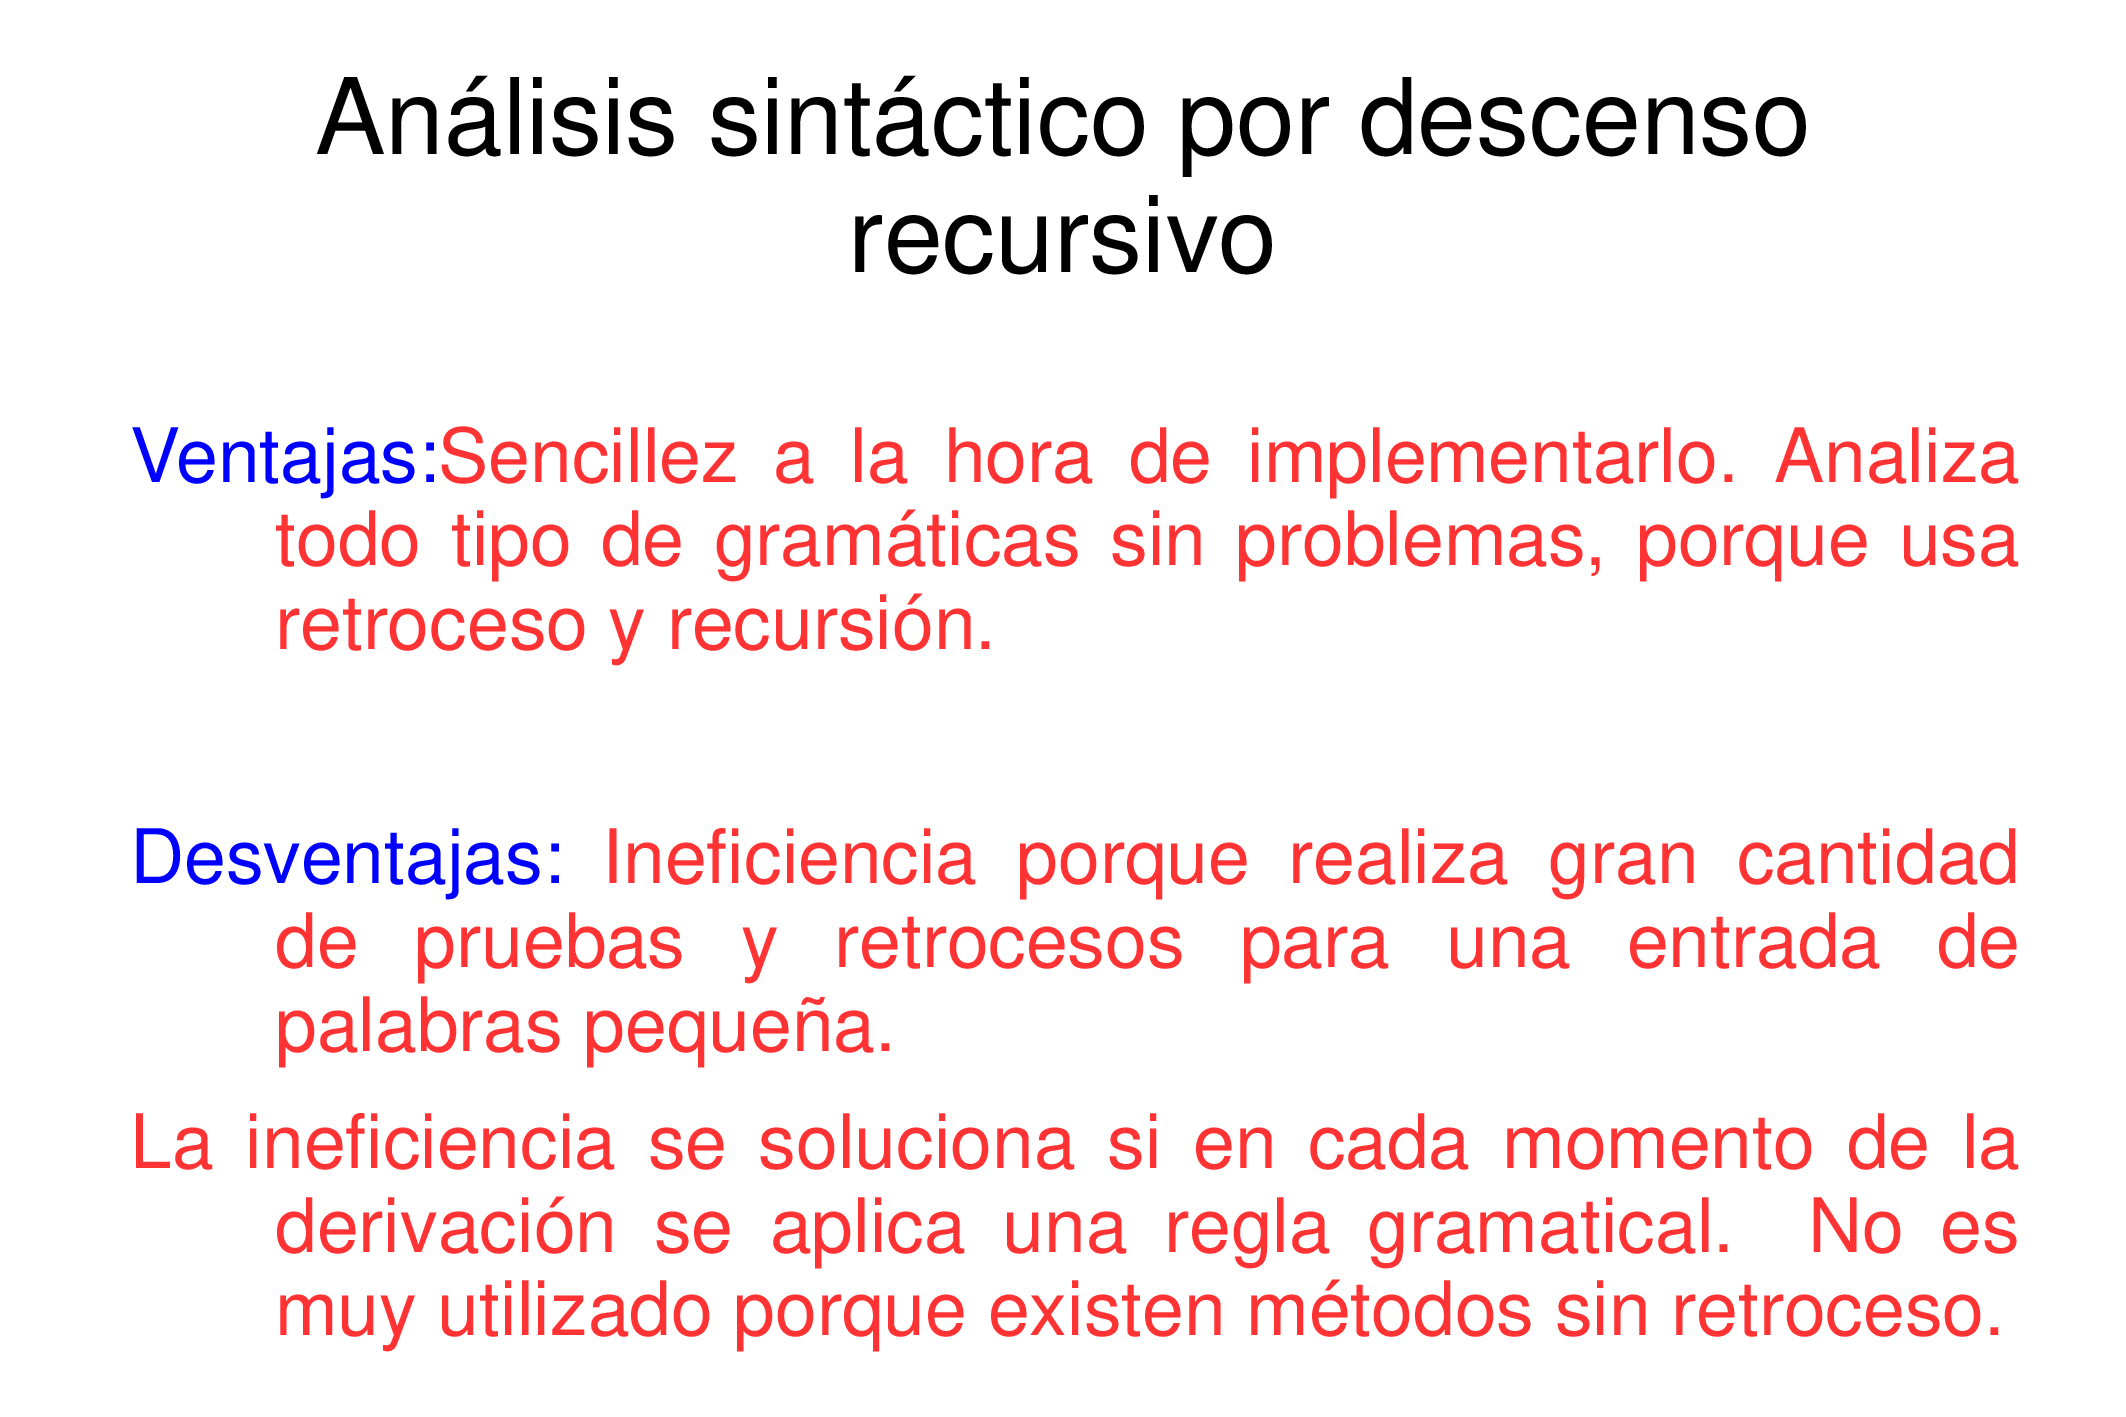 Análisis sintáctico por descenso
recursivo
Ventajas:Sencillez a la hora de implementarlo. Analiza
todo tipo de gramáticas sin problemas, porque usa
retroceso y recursión.
Desventajas: Ineficiencia porque realiza gran cantidad
de pruebas y retrocesos para una entrada de
palabras pequeña.
La ineficiencia se soluciona si en cada momento de la
derivación se aplica una regla gramatical. No es
muy utilizado porque existen métodos sin retroceso.